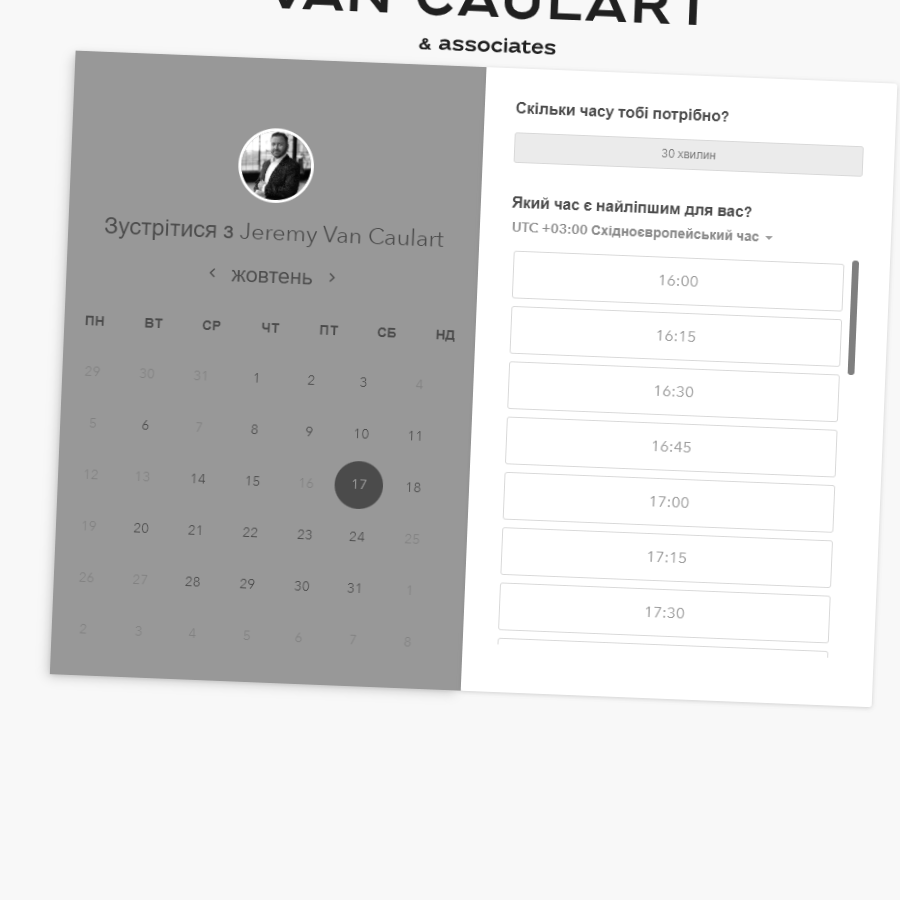 VAN CAULART
& associates
Зустрітися з Jeremy Van Caulart
жовтень
ПН ВТ СР ЧТ ПТ СБ НД
29 30 31 1 2 3 4
5 6 7 8 9 10 11
12 13 14 15 16 17 18
19 20 21 22 23 24 25
26 27 28 29 30 31 1
2 3 4 5 6 7 8
Скільки часу тобі потрібно?
30 хвилин
Який час є найліпшим для вас?
UTC +03:00 Східноєвропейський час
16:00
16:15
16:30
16:45
17:00
17:15
17:30